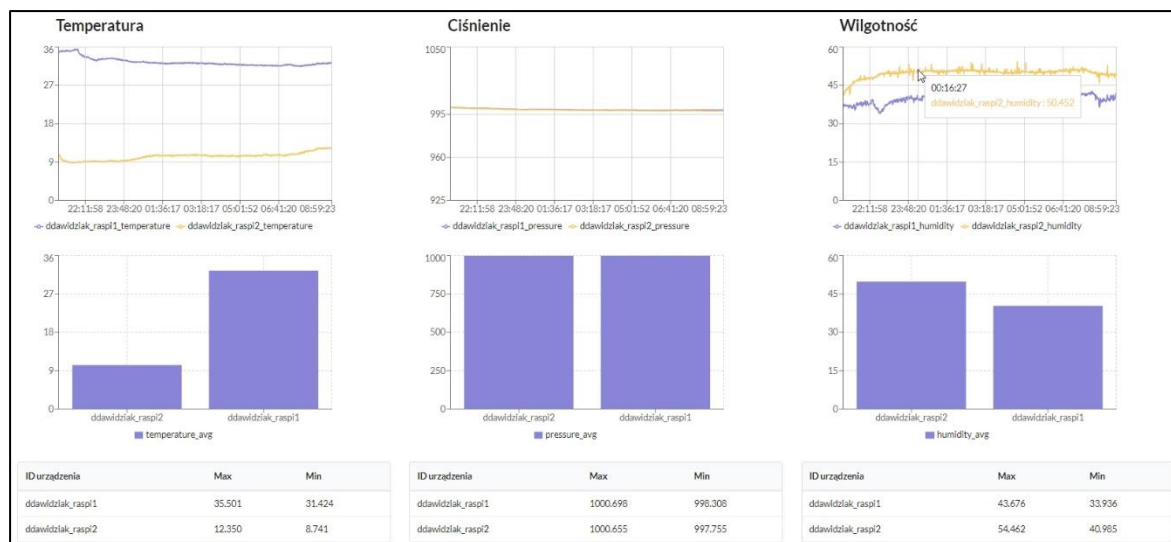 Temperatura
Ciśnienie
Wilgotność
36
27
18
9
0
22:11:58 23:48:20 01:36:17 03:18:17 05:01:52 06:41:20 08:59:23
ddawidziak_raspi1_temperature ddawidziak_raspi2_temperature
1050
995
960
925
22:11:58 23:48:20 01:36:17 03:18:17 05:01:52 06:41:20 08:59:23
ddawidziak_raspi1_pressure ddawidziak_raspi2_pressure
60
45
30
15
0
00:16:27
ddawidziak_raspi2_humidity : 50.452
22:11:58 23:48:20 01:36:17 03:18:17 05:01:52 06:41:20 08:59:23
ddawidziak_raspi1_humidity ddawidziak_raspi2_humidity
36
27
18
9
0
ddawidziak_raspi2 ddawidziak_raspi1
temperature_avg
1000
750
500
250
0
ddawidziak_raspi2 ddawidziak_raspi1
pressure_avg
60
45
30
15
0
ddawidziak_raspi2 ddawidziak_raspi1
humidity_avg
ID urządzenia Max Min
ddawidziak_raspi1 35.501 31.424
ddawidziak_raspi2 12.350 8.741
ID urządzenia Max Min
ddawidziak_raspi1 1000.698 998.308
ddawidziak_raspi2 1000.655 997.755
ID urządzenia Max Min
ddawidziak_raspi1 43.676 33.936
ddawidziak_raspi2 54.462 40.985